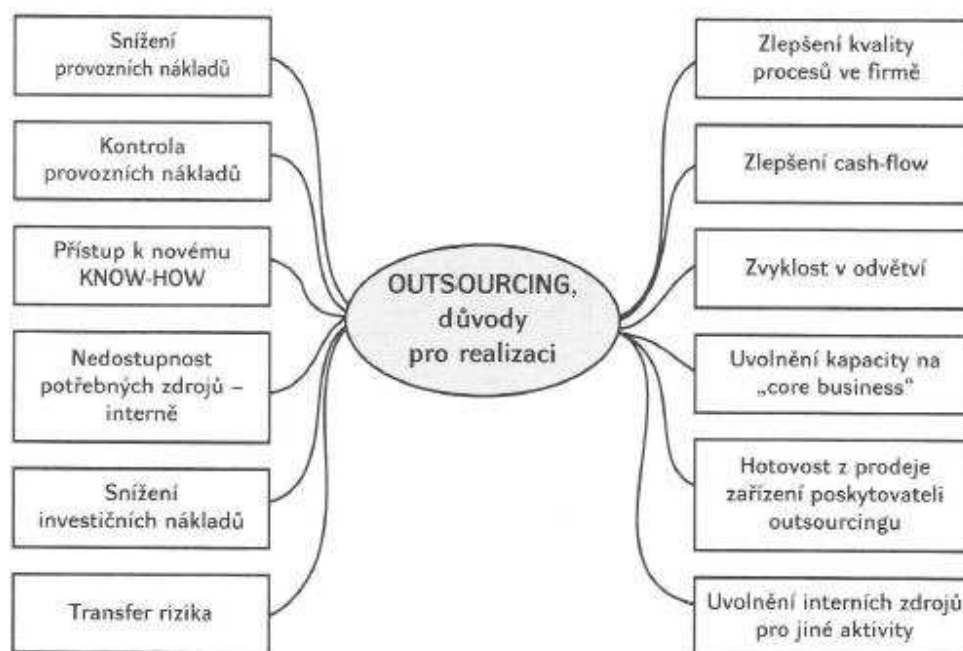 Snížení
provozních nákladů
Kontrola
provozních nákladů
Přístup k novému
KNOW-HOW
Nedostupnost
potřebných zdrojů –
interně
Snížení
investičních nákladů
Transfer rizika
OUTSOURCING,
důvody
pro realizaci
Zlepšení kvality
procesů ve firmě
Zlepšení cash-flow
Zvyklost v odvětví
Uvolnění kapacity na
„core business“
Hotovost z prodeje
zařízení poskytovateli
outsourcingu
Uvolnění interních zdrojů
pro jiné aktivity